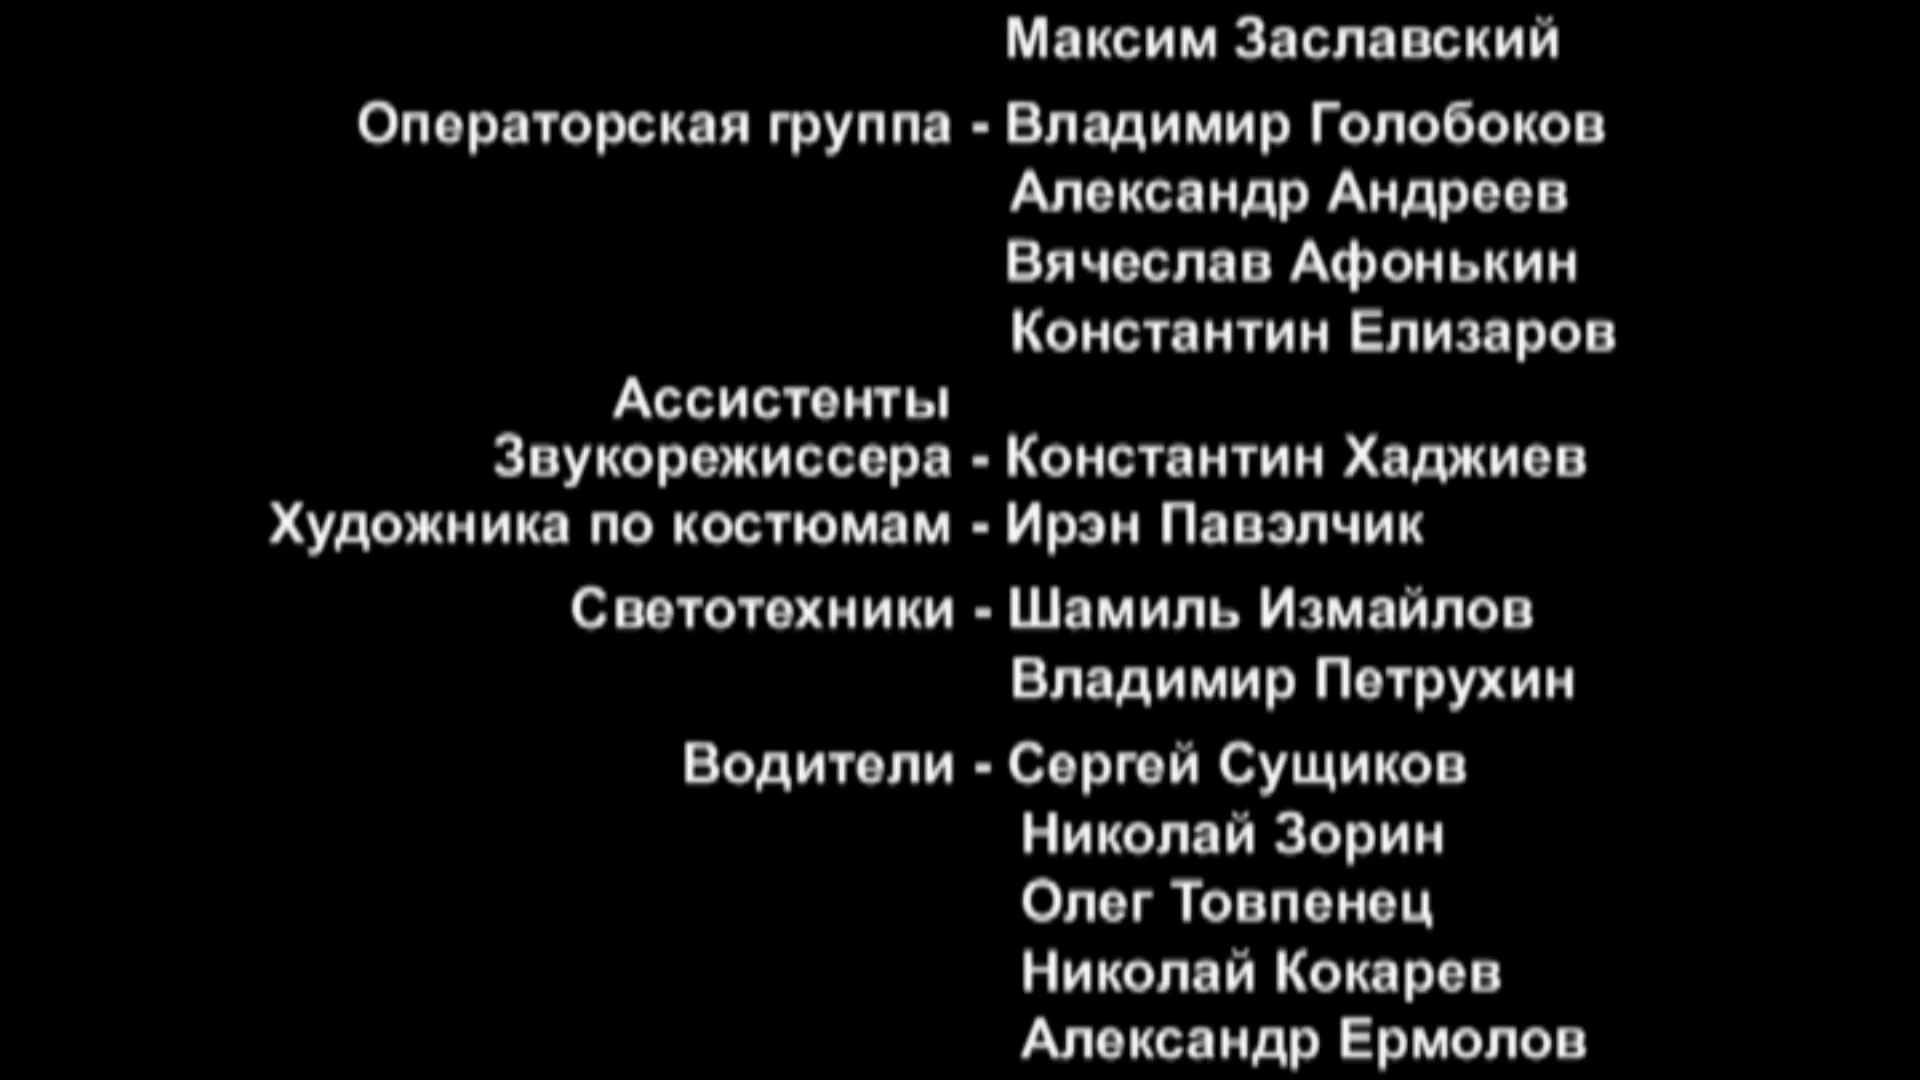 Максим Заславский
Операторская группа - Владимир Голобоков
Александр Андреев
Вячеслав Афонькин
Константин Елизаров
Ассистенты
Звукорежиссера - Константин Хаджиев
Художника по костюмам - Ирэн Павэлчик
Светотехники - Шамиль Измайлов
Владимир Петрухин
Водители - Сергей Сущиков
Николай Зорин
Олег Товпенец
Николай Кокарев
Александр Ермолов